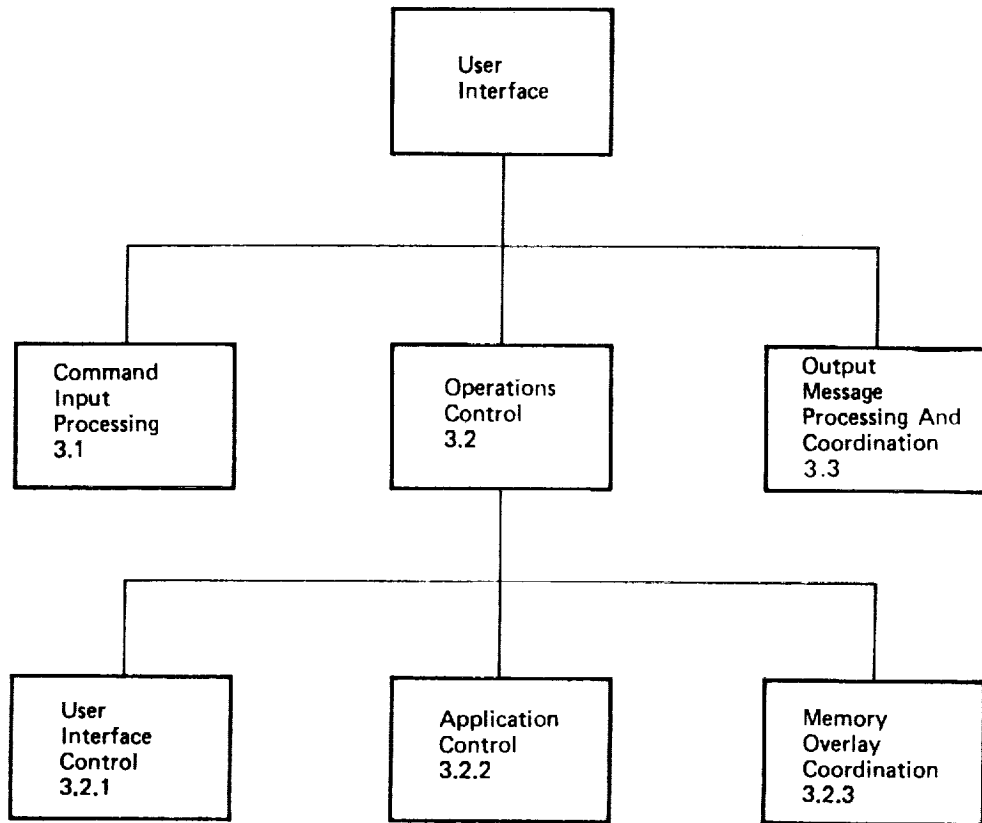 User
Interface
Command
Input
Processing
3.1
Operations
Control
3.2
Output
Message
Processing And
Coordination
3.3
User
Interface
Control
3.2.1
Application
Control
3.2.2
Memory
Overlay
Coordination
3.2.3